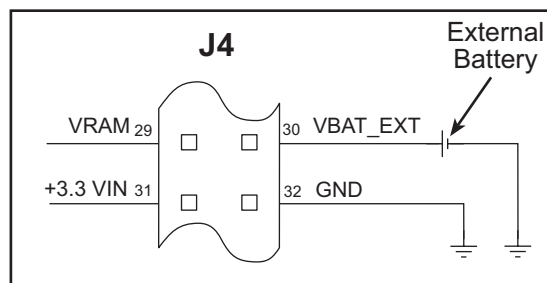 J4
External
Battery
VRAM 29
30 VBAT_EXT
+3.3 VIN 31
32 GND